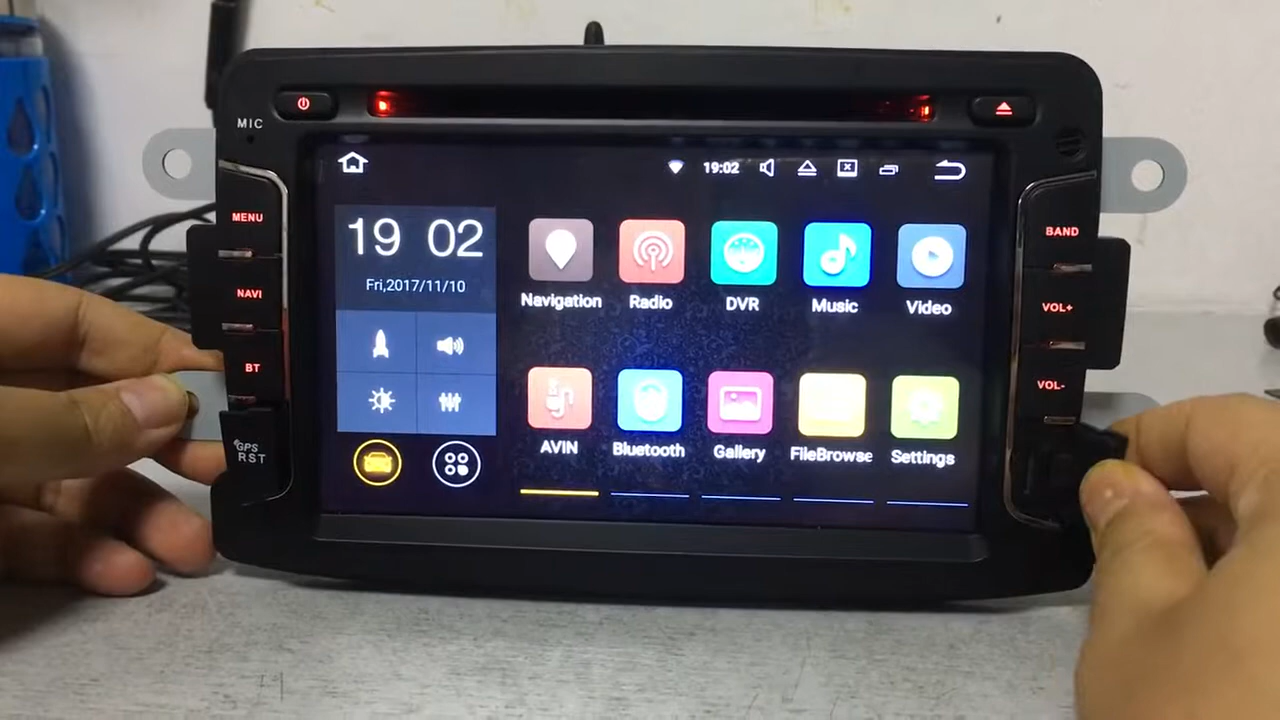 MIC
MENU
NAVI
BT
GPS
RST
19:02
19 02
Fri,2017/11/10
Navigation
Radio
DVR
Music
Video
AVIN
Bluetooth
Gallery
FileBrowse
Settings
BAND
VOL+
VOL-